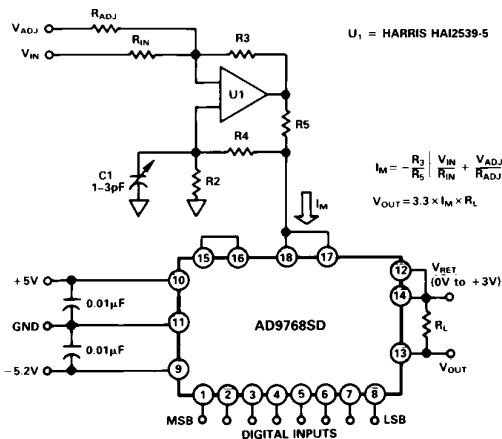 V_ADJ
R_ADJ
V_IN
R_IN
R3
U1 = HARRIS HAI2539-5
U1
R5
R4
C1
1–3pF
R2
I_M = – R3/R5 | V_IN/R_IN + V_ADJ/R_ADJ
V_OUT = 3.3 × I_M × R_L
I_M
15 16 18 17
+5V
10
12
V_RET
(0V to +3V)
0.01µF
14
GND
11
AD9768SD
R_L
0.01µF
13
–5.2V
9
V_OUT
1 2 3 4 5 6 7 8
MSB
LSB
DIGITAL INPUTS